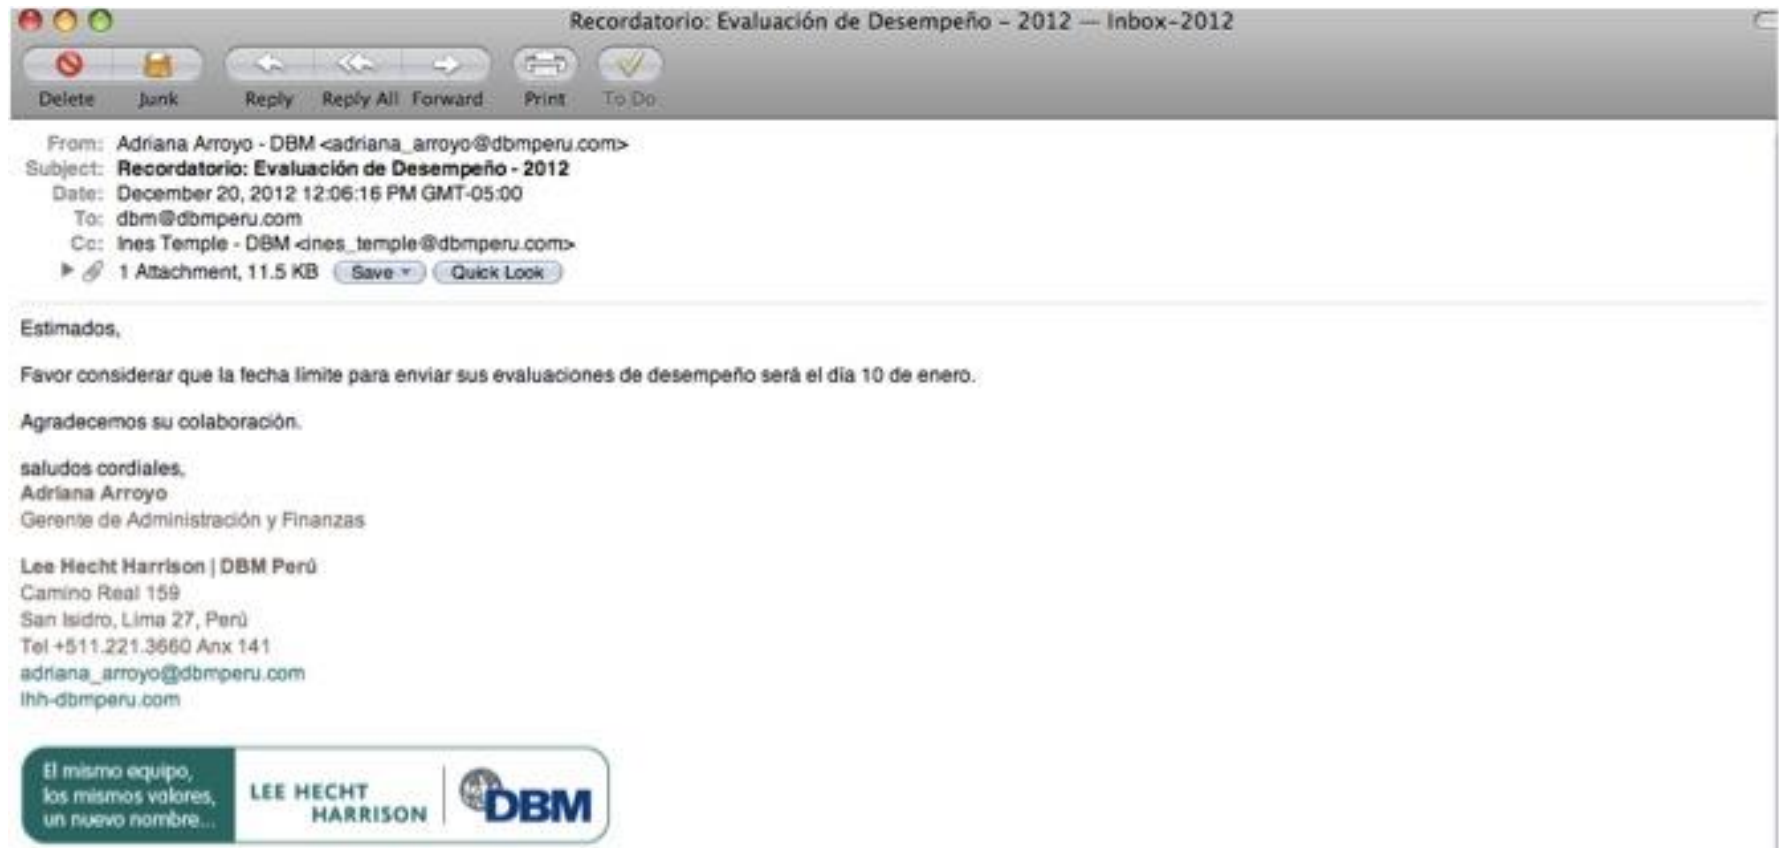 Recordatorio: Evaluación de Desempeño – 2012 — Inbox–2012
Delete Junk Reply Reply All Forward Print To Do
From: Adriana Arroyo - DBM <adriana_arroyo@dbmperu.com>
Subject: Recordatorio: Evaluación de Desempeño - 2012
Date: December 20, 2012 12:06:16 PM GMT-05:00
To: dbm@dbmperu.com
Cc: Ines Temple - DBM <ines_temple@dbmperu.com>
1 Attachment, 11.5 KB Save Quick Look
Estimados,
Favor considerar que la fecha límite para enviar sus evaluaciones de desempeño será el día 10 de enero.
Agradecemos su colaboración.
saludos cordiales,
Adriana Arroyo
Gerente de Administración y Finanzas
Lee Hecht Harrison | DBM Perú
Camino Real 159
San Isidro, Lima 27, Perú
Tel +511.221.3660 Anx 141
adriana_arroyo@dbmperu.com
lhh-dbmperu.com
El mismo equipo,
los mismos valores,
un nuevo nombre...
LEE HECHT
HARRISON
DBM